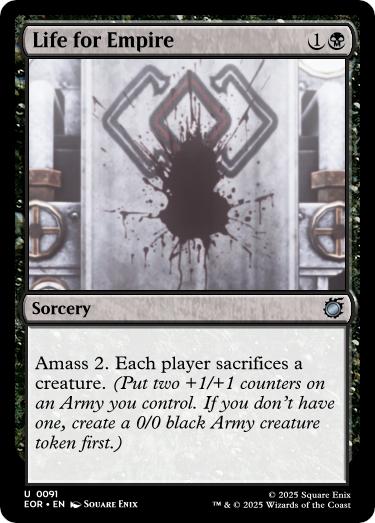 Life for Empire 1
Sorcery
Amass 2. Each player sacrifices a
creature. (Put two +1/+1 counters on
an Army you control. If you don't have
one, create a 0/0 black Army creature
token first.)
U 0091
EOR • EN SQUARE ENIX
© 2025 Square Enix
™ & © 2025 Wizards of the Coast